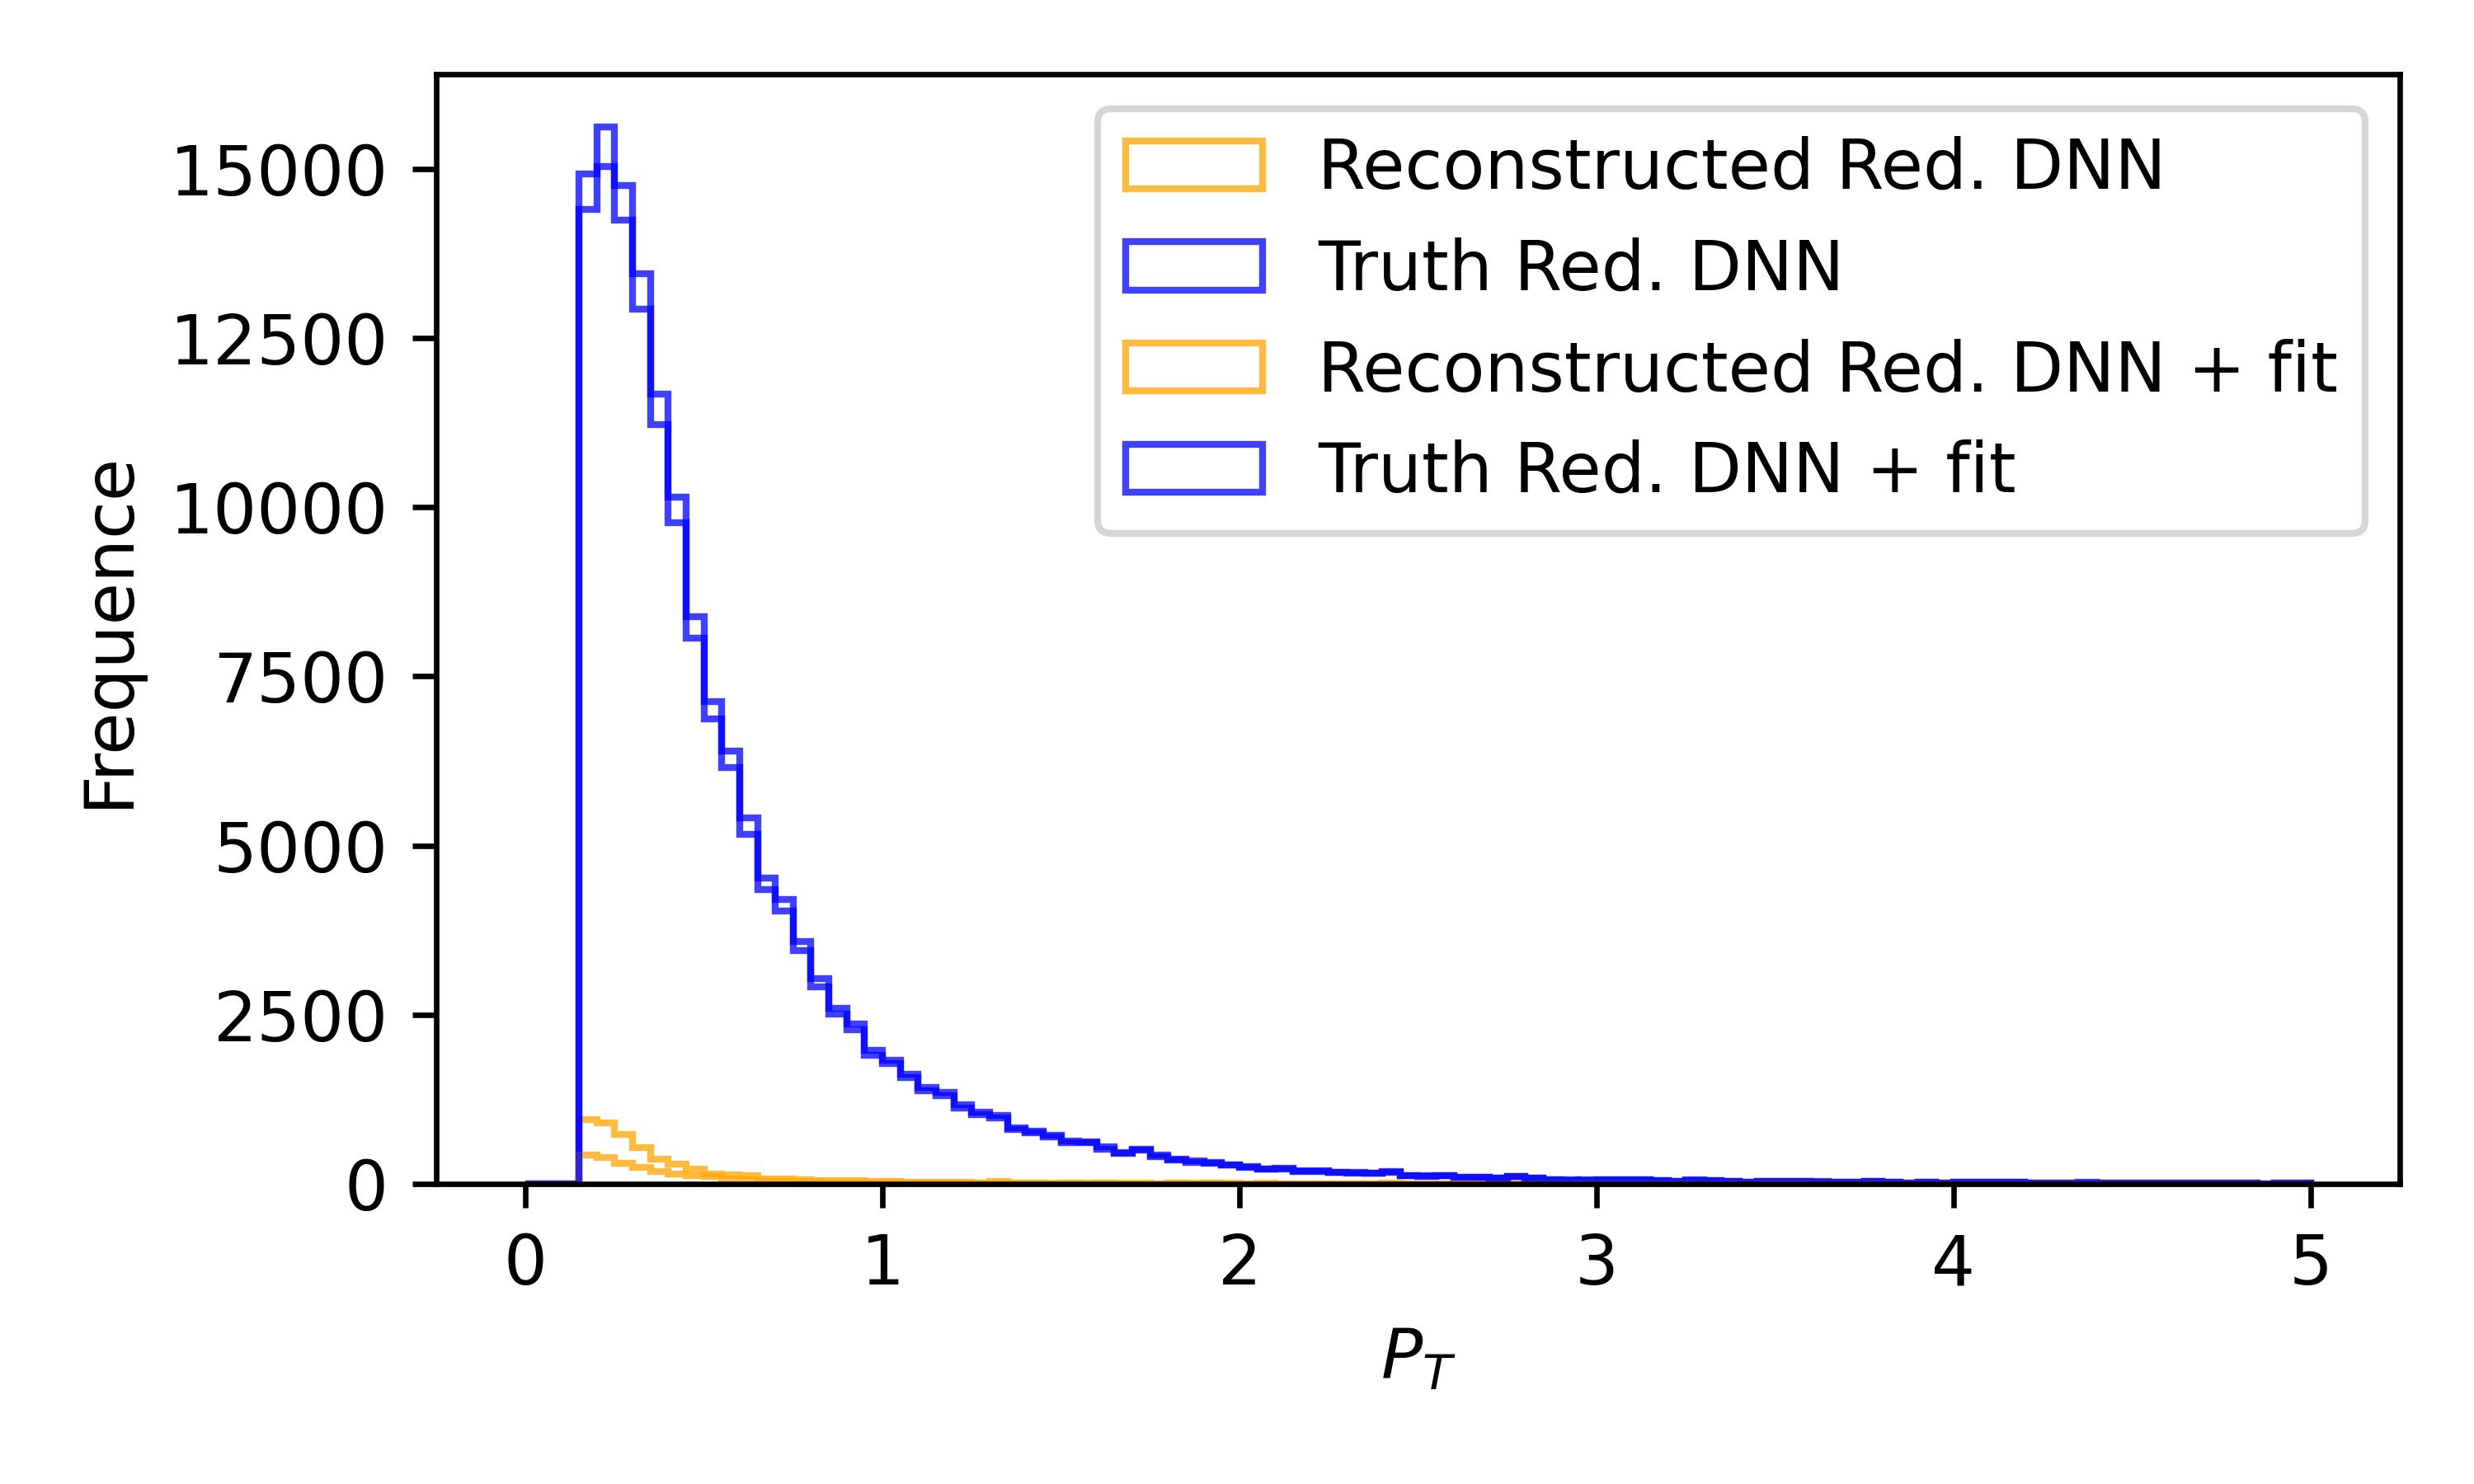 15000
12500
10000
7500
5000
2500
0
Frequence
Reconstructed Red. DNN
Truth Red. DNN
Reconstructed Red. DNN + fit
Truth Red. DNN + fit
0 1 2 3 4 5
P_T